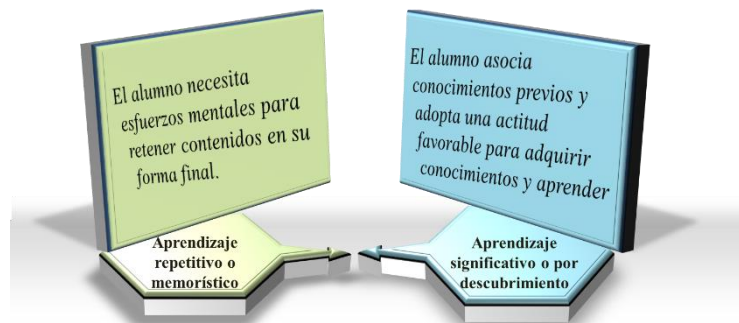 El alumno necesita
esfuerzos mentales para
retener contenidos en su
forma final.
Aprendizaje
repetitivo o
memorístico
El alumno asocia
conocimientos previos y
adopta una actitud
favorable para adquirir
conocimientos y aprender
Aprendizaje
significativo o por
descubrimiento